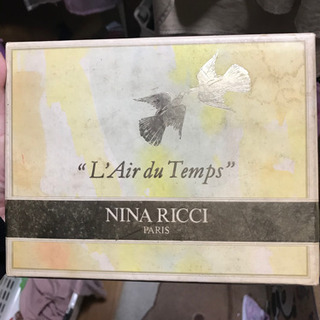 “L'Air du Temps”
NINA RICCI
PARIS